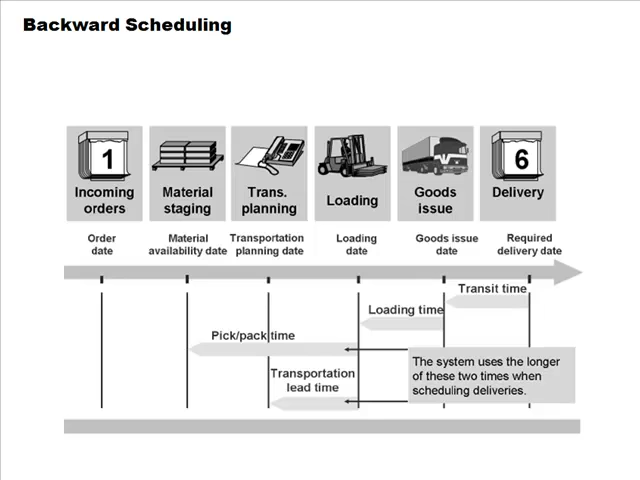 Backward Scheduling
1
6
Incoming
orders
Material
staging
Trans.
planning
Loading
Goods
issue
Delivery
Order
date
Material
availability date
Transportation
planning date
Loading
date
Goods issue
date
Required
delivery date
Transit time
Loading time
Pick/pack time
The system uses the longer
of these two times when
scheduling deliveries.
Transportation
lead time